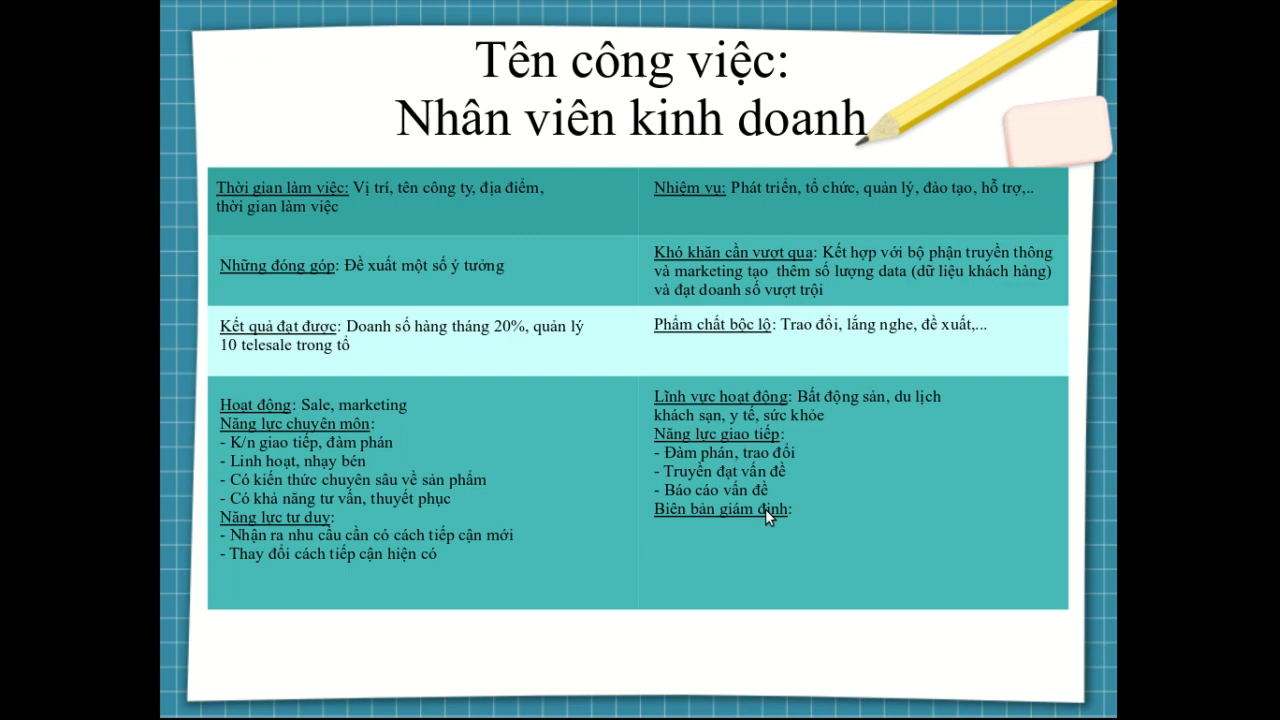 Tên công việc:
Nhân viên kinh doanh
Thời gian làm việc: Vị trí, tên công ty, địa điểm,
thời gian làm việc
Nhiệm vụ: Phát triển, tổ chức, quản lý, đào tạo, hỗ trợ,..
Những đóng góp: Đề xuất một số ý tưởng
Khó khăn cần vượt qua: Kết hợp với bộ phận truyền thông
và marketing tạo  thêm số lượng data (dữ liệu khách hàng)
và đạt doanh số vượt trội
Kết quả đạt được: Doanh số hàng tháng 20%, quản lý
10 telesale trong tổ
Phẩm chất bộc lộ: Trao đổi, lắng nghe, đề xuất,...
Hoạt động: Sale, marketing
Năng lực chuyên môn:
- K/n giao tiếp, đàm phán
- Linh hoạt, nhạy bén
- Có kiến thức chuyên sâu về sản phẩm
- Có khả năng tư vấn, thuyết phục
Năng lực tư duy:
- Nhận ra nhu cầu cần có cách tiếp cận mới
- Thay đổi cách tiếp cận hiện có
Lĩnh vực hoạt động: Bất động sản, du lịch
khách sạn, y tế, sức khỏe
Năng lực giao tiếp:
- Đàm phán, trao đổi
- Truyền đạt vấn đề
- Báo cáo vấn đề
Biên bản giám định: